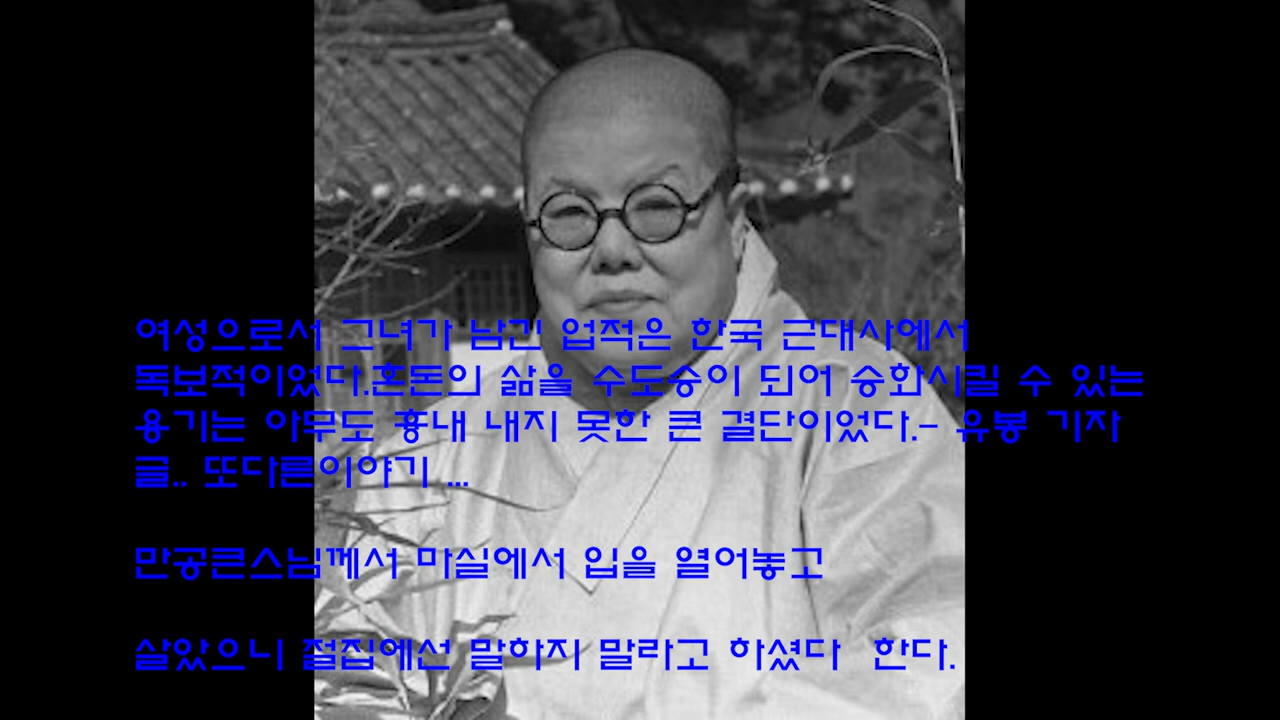 여성으로서 그녀가 남긴 업적은 한국 근대사에서
독보적이었다.혼돈의 삶을 수도승이 되어 승화시킬 수 있는
용기는 아무도 흉내 내지 못한 큰 결단이었다.- 유봉 기자
글.. 또다른이야기 ...
만공큰스님께서 마실에서 입을 열어놓고
살았으니 절집에선 말하지 말라고 하셨다 한다.